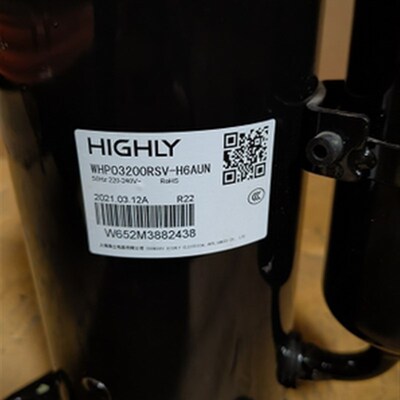 HIGHLY
WHP03200RSV-H6AUN
50Hz 220-240V~ RoHS
2021.03.12A R22
W652M3882438